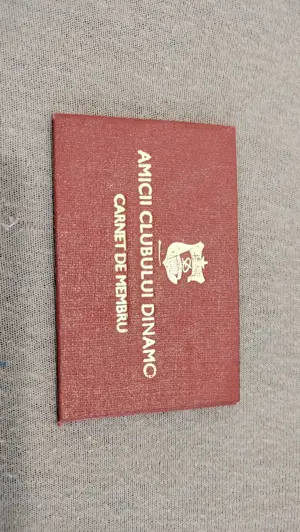 AMICII CLUBULUI DINAMO
CARNET DE MEMBRU